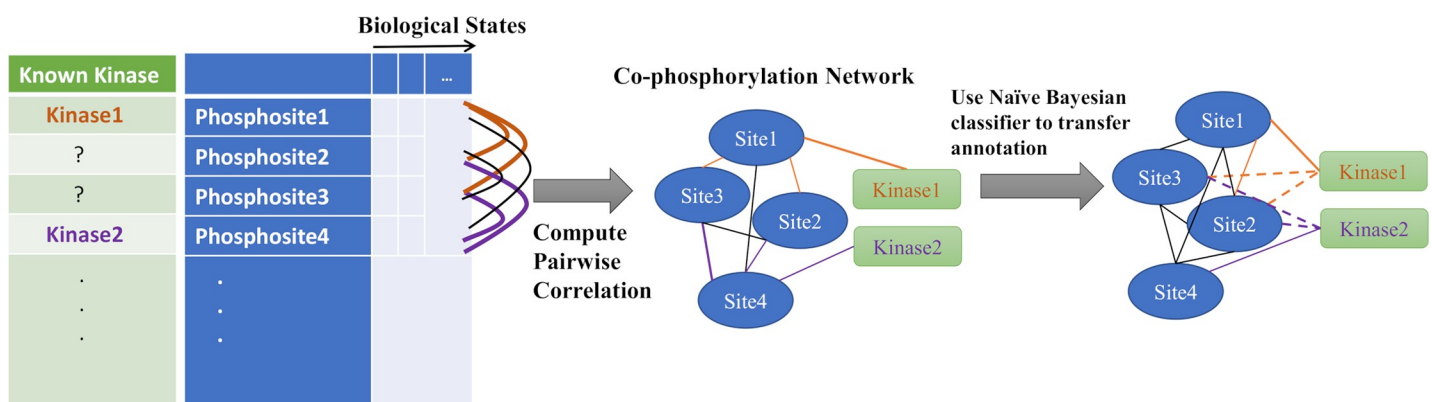 Biological States
Known Kinase
...
Kinase1
Phosphosite1
?
Phosphosite2
?
Phosphosite3
Kinase2
Phosphosite4
.
.
.
.
.
.
Compute
Pairwise
Correlation
Co-phosphorylation Network
Site1
Site3
Site2
Site4
Kinase1
Kinase2
Use Naïve Bayesian
classifier to transfer
annotation
Site1
Site3
Site2
Site4
Kinase1
Kinase2